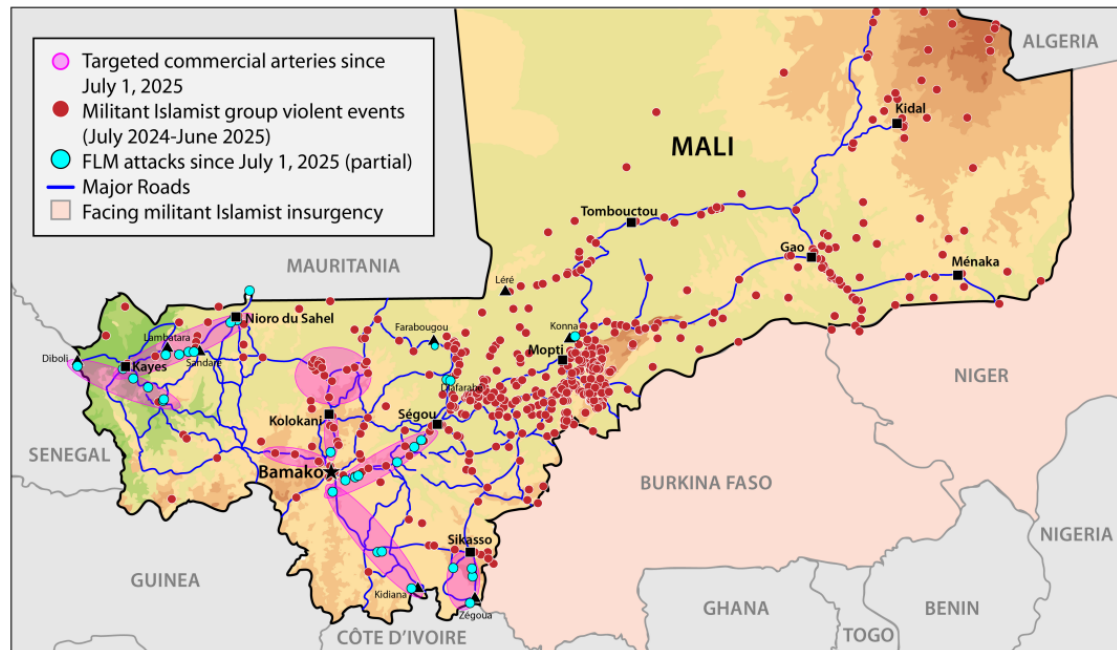 Targeted commercial arteries since
July 1, 2025
Militant Islamist group violent events
(July 2024-June 2025)
FLM attacks since July 1, 2025 (partial)
Major Roads
Facing militant Islamist insurgency
ALGERIA
Kidal
MALI
Tombouctou
Gao
Ménaka
MAURITANIA
Léré
Nioro du Sahel
Lambatara
Farabougou
Konna
Diboli
Sandaré
Kayes
Mopti
NIGER
Diafarabé
Kolokani
Ségou
SENEGAL
Bamako
BURKINA FASO
NIGERIA
Sikasso
GUINEA
Kidiana
Zégoua
GHANA
BENIN
TOGO
CÔTE D'IVOIRE